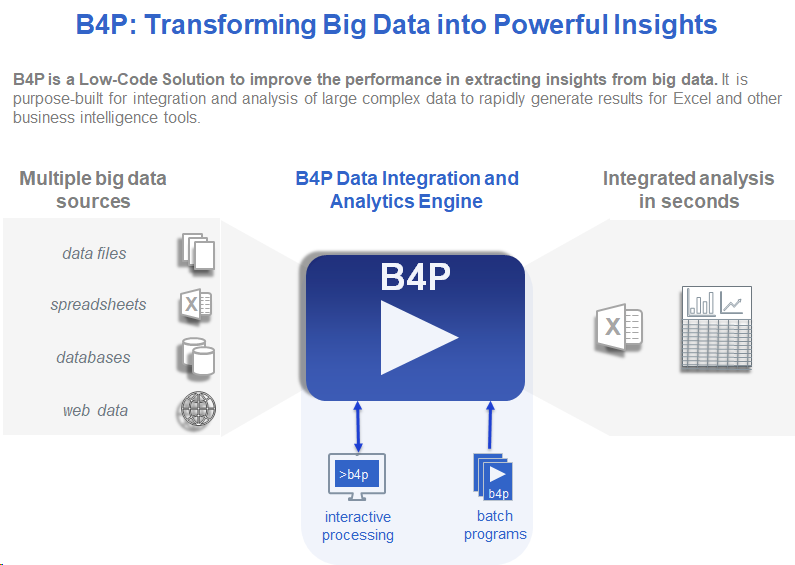 B4P: Transforming Big Data into Powerful Insights
B4P is a Low-Code Solution to improve the performance in extracting insights from big data. It is
purpose-built for integration and analysis of large complex data to rapidly generate results for Excel and other
business intelligence tools.
Multiple big data
sources
data files
spreadsheets
X
databases
web data
B4P Data Integration and
Analytics Engine
B4P
>b4p
interactive
processing
b4p
batch
programs
Integrated analysis
in seconds
X